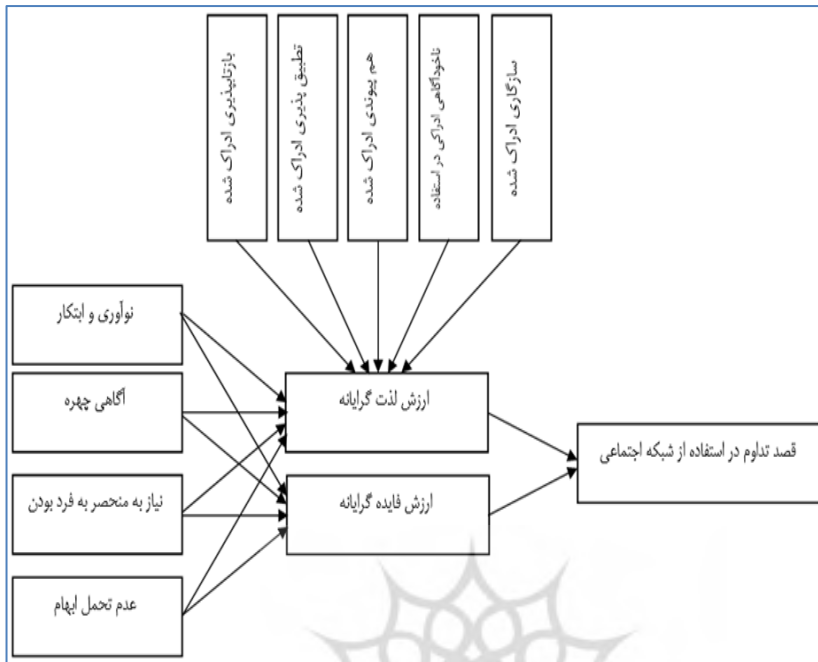 سازگاری ادراک شده
ناخودآگاهی ادراکی در استفاده
هم پیوندی ادراک شده
تطبیق پذیری ادراک شده
بازتاپپذیری ادراک شده
نوآوری و ابتکار
آگاهی چهره
نیاز به منحصر به فرد بودن
عدم تحمل ابهام
ارزش لذت گرایانه
ارزش فایده گرایانه
قصد تداوم در استفاده از شبکه اجتماعی